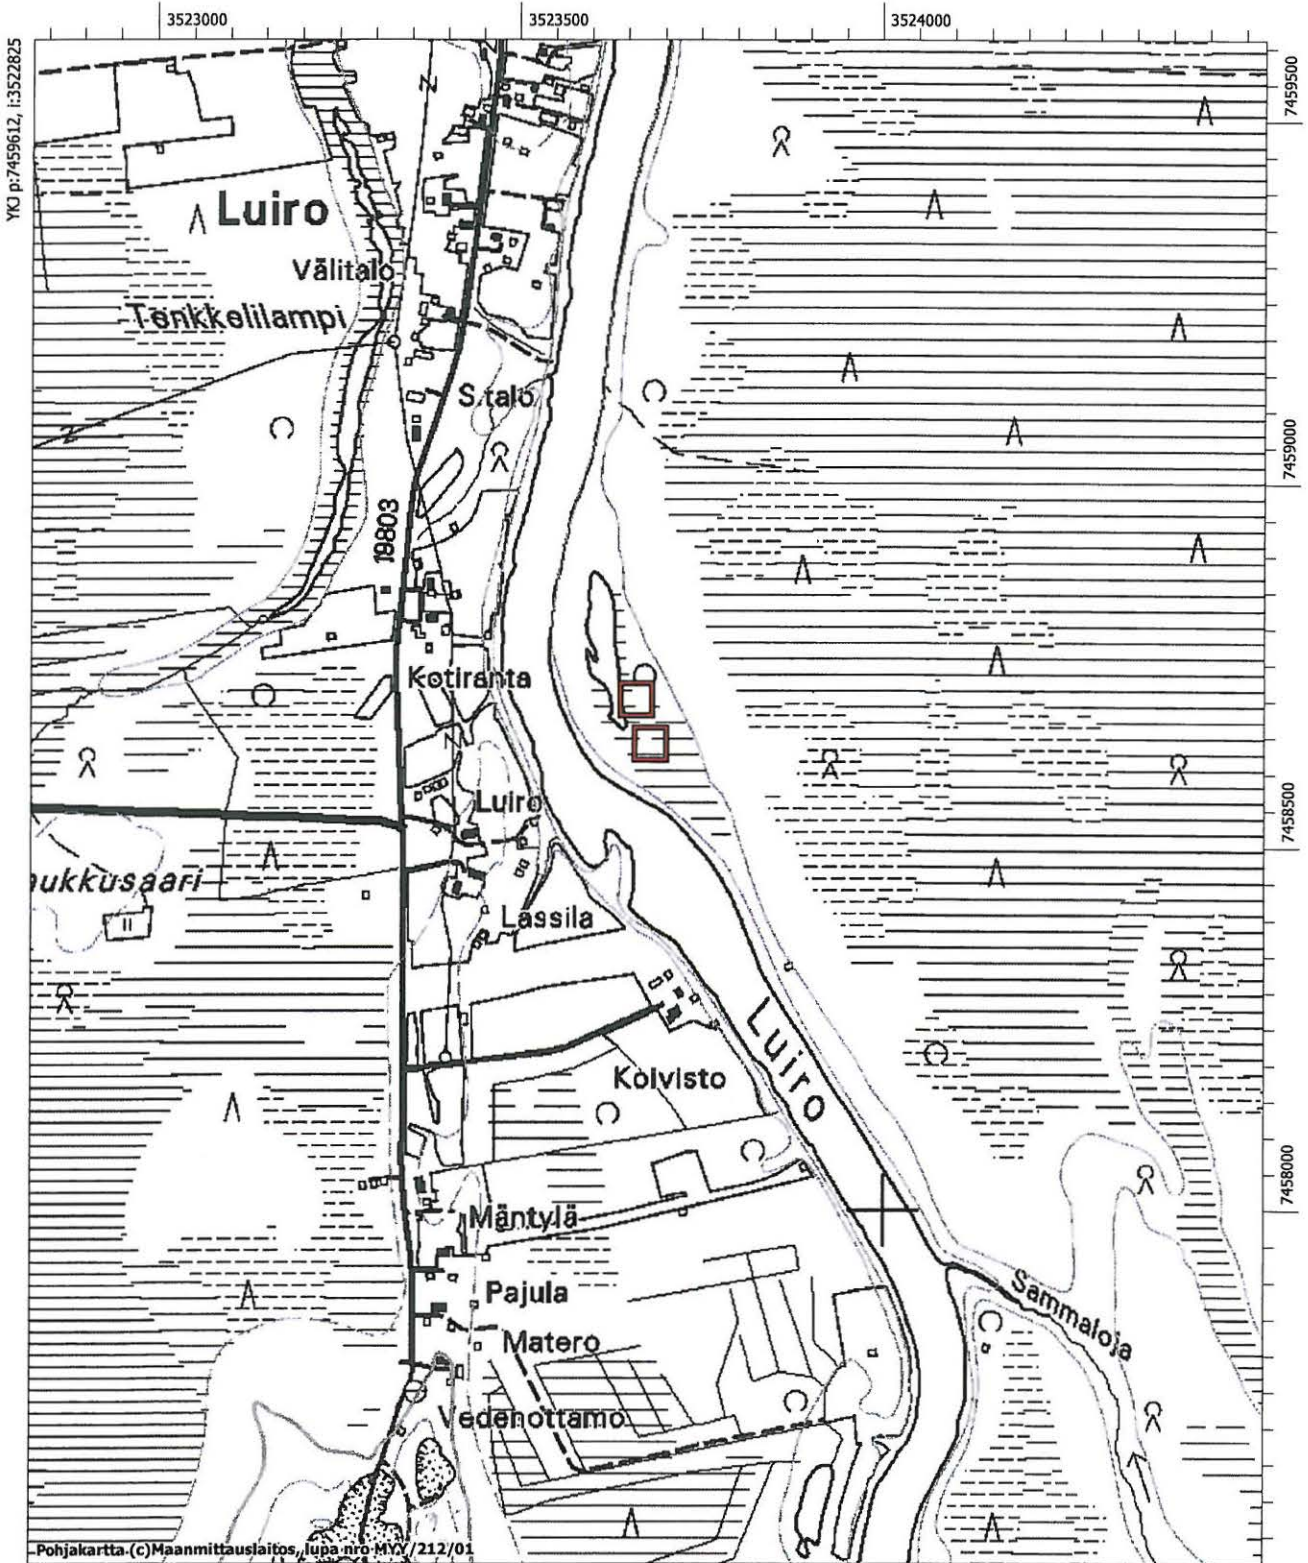 3523000
3523500
3524000
YKJ p:7459612, i:3522825
7459500
Luiro
Välitalo
Tenkkelilampi
S.talo
7459000
19803
Kotiranta
Luiro
7458500
ukkusaari
Lassila
Luiro
Koivisto
7458000
Mäntylä
Pajula
Sammaloja
Matero
Vedenottamo
Pohjakartta (c)Maanmittauslaitos, lupa nro MYY/212/01